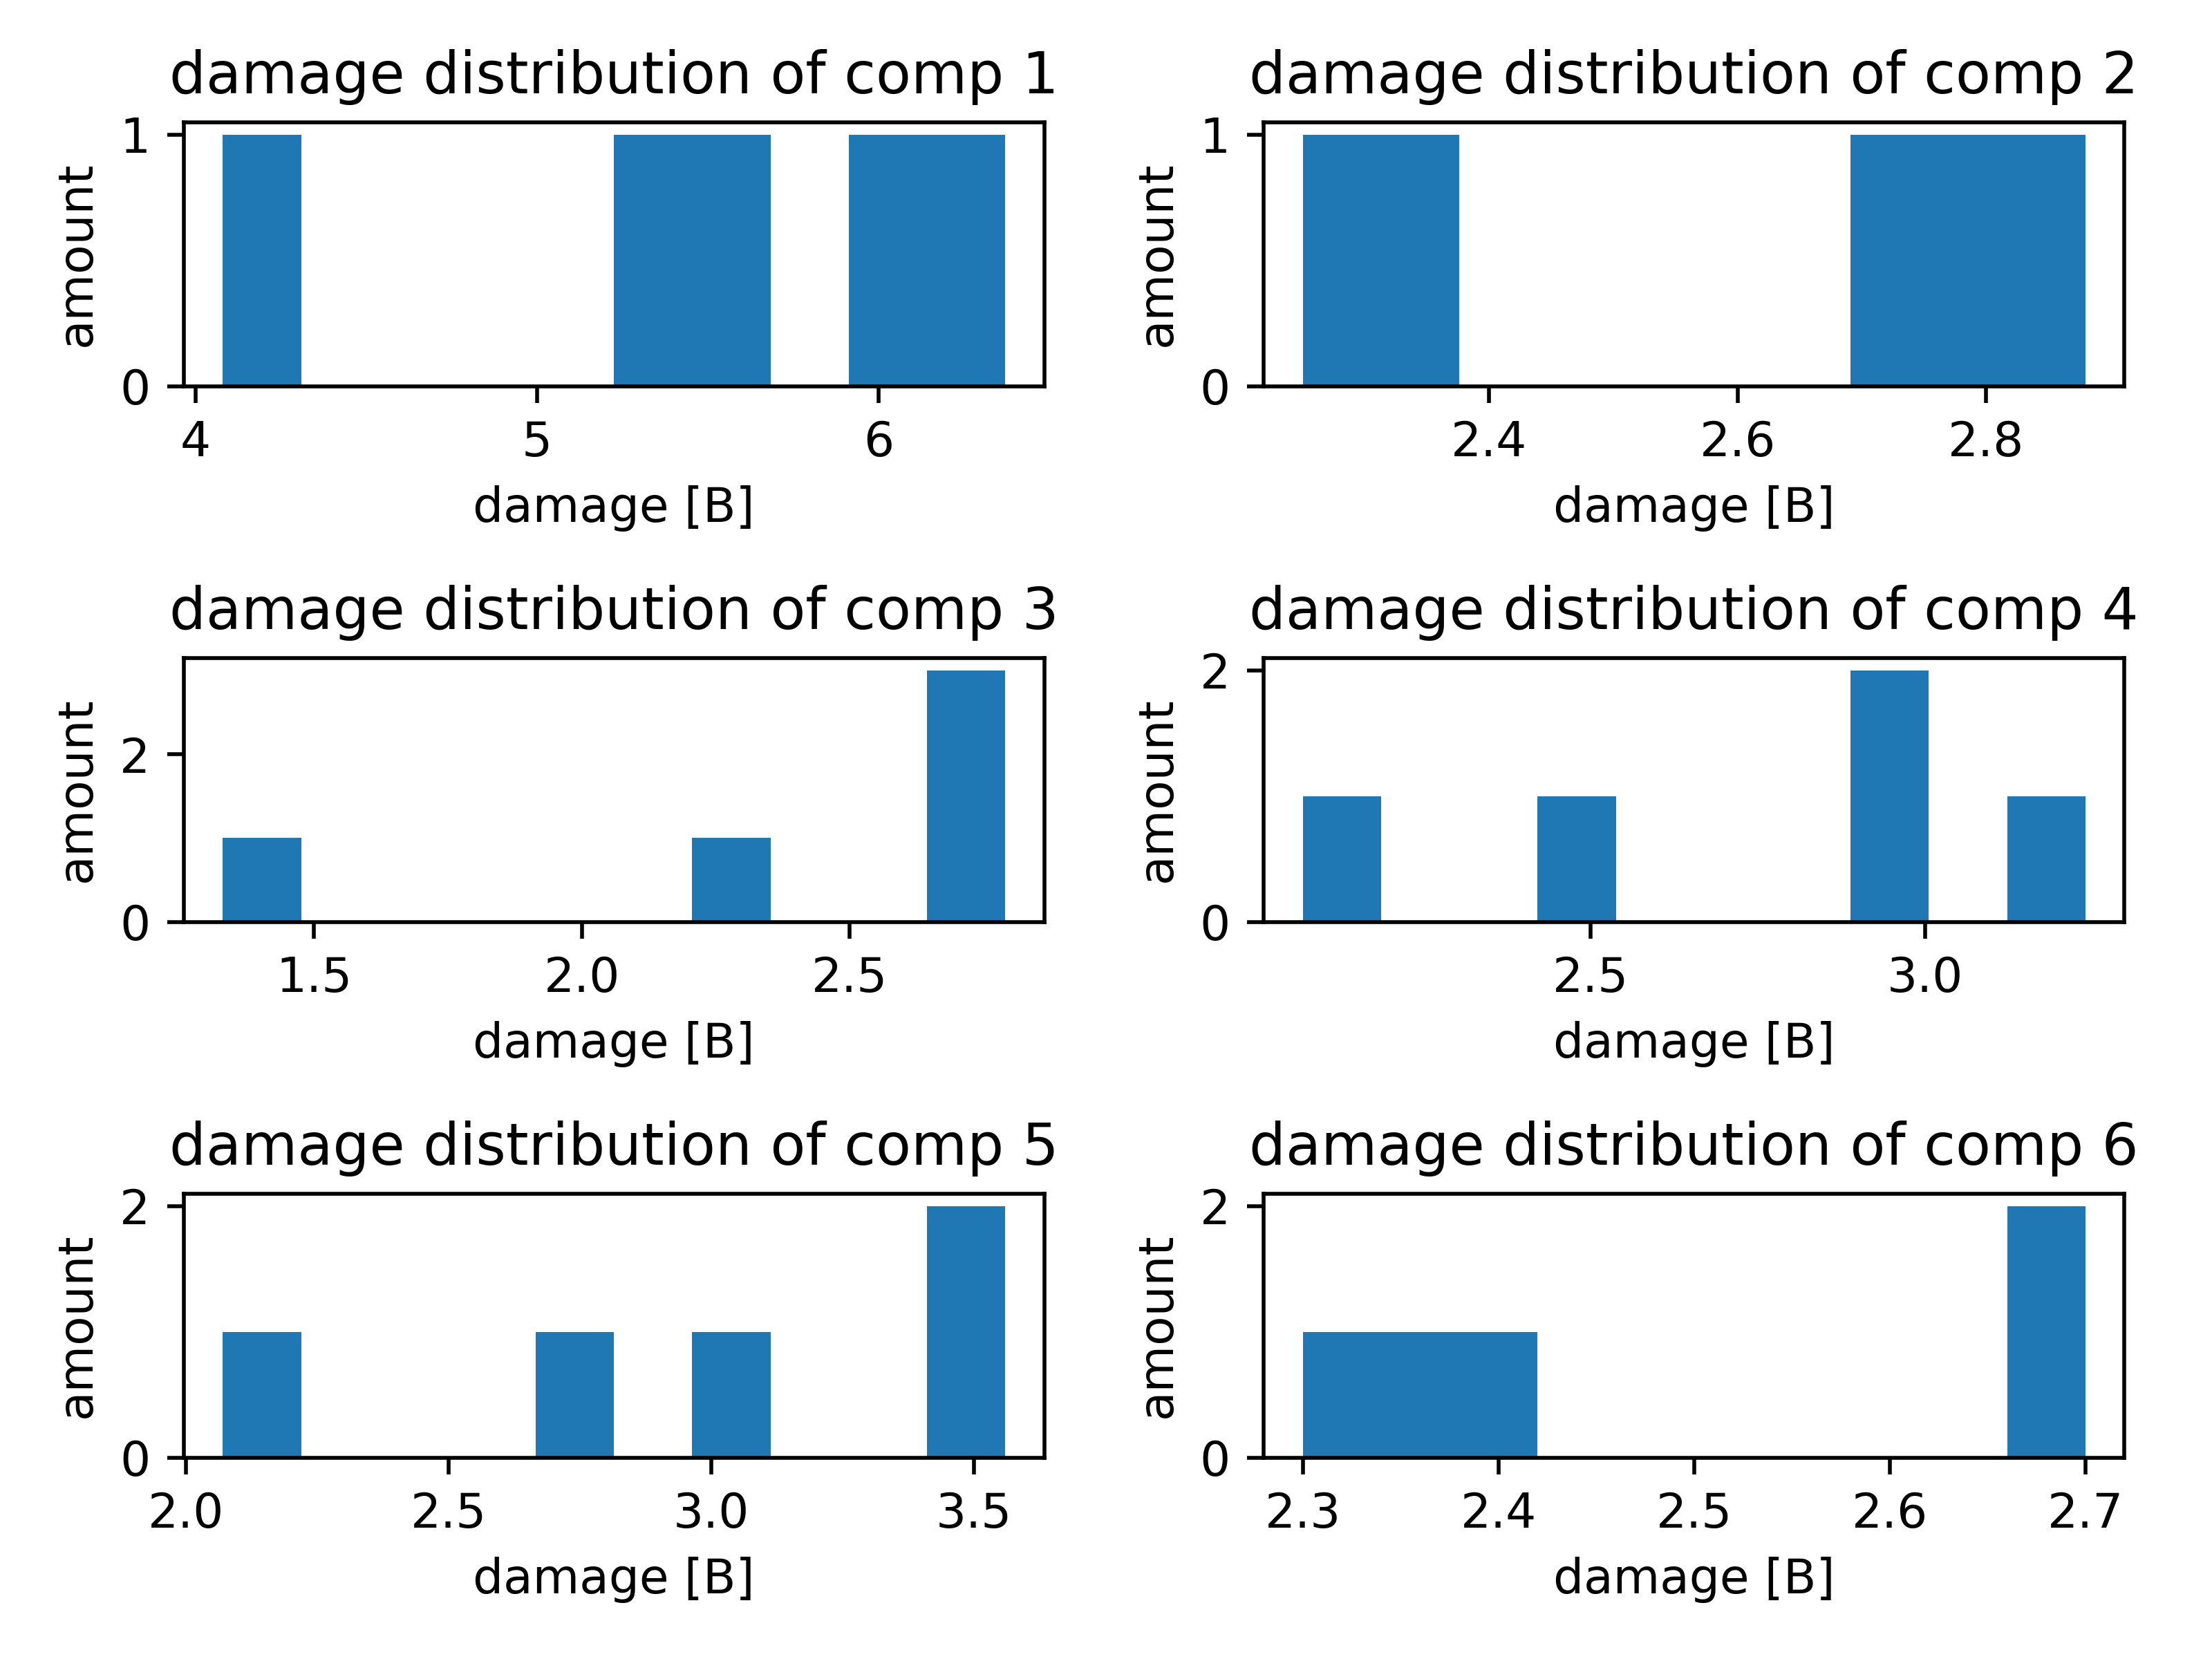 damage distribution of comp 1
amount
1
0
4 5 6
damage [B]
damage distribution of comp 2
amount
1
0
2.4 2.6 2.8
damage [B]
damage distribution of comp 3
amount
2
0
1.5 2.0 2.5
damage [B]
damage distribution of comp 4
amount
2
0
2.5 3.0
damage [B]
damage distribution of comp 5
amount
2
0
2.0 2.5 3.0 3.5
damage [B]
damage distribution of comp 6
amount
2
0
2.3 2.4 2.5 2.6 2.7
damage [B]